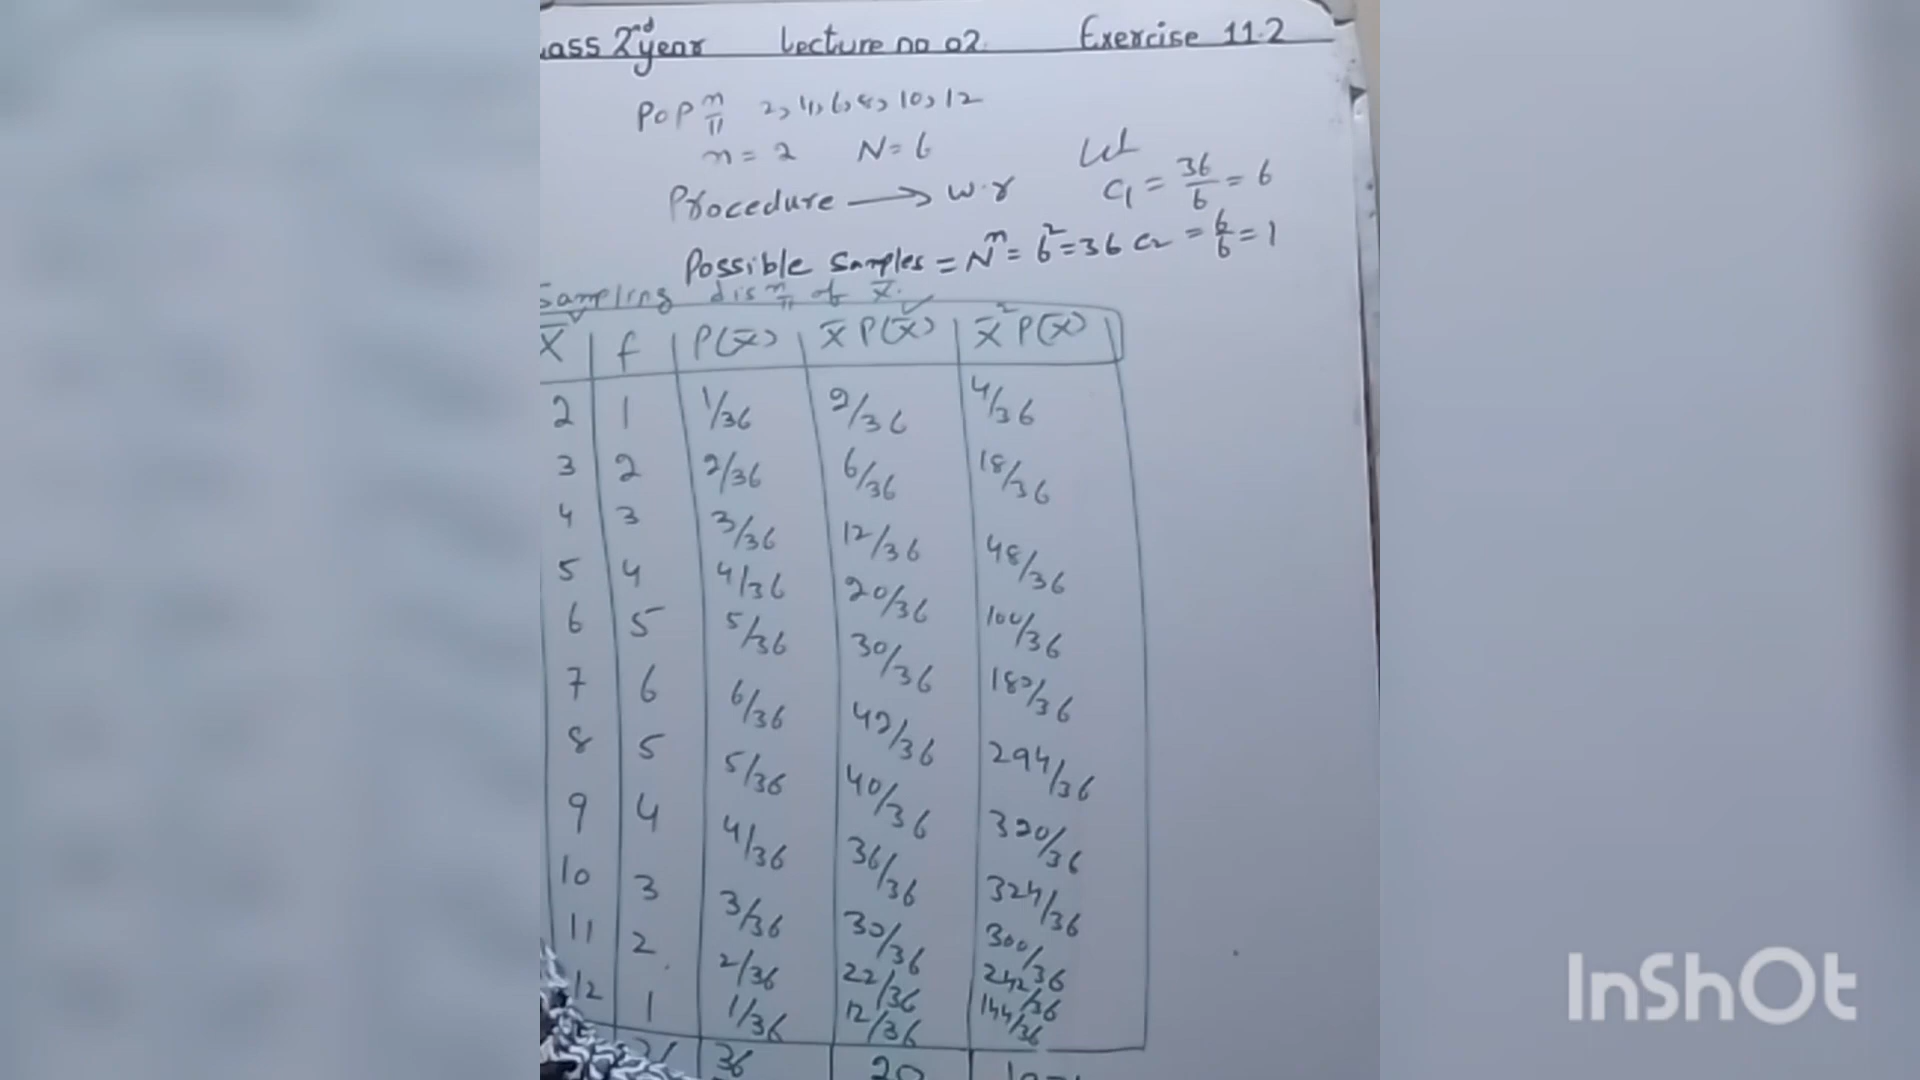 lass 2nd year Lecture no 02. Exercise 11.2
POP n/11 2, 4, 6, 8, 10, 12
n = 2 N = 6
Procedure → w.r
C1 = 36/6 = 6
Possible Samples = N^n = 6^2 = 36 C2 = 6/6 = 1
Sampling dis n/11 of x̄.
x̄ f P(x̄) x̄ P(x̄) x̄² P(x̄)
2 1 1/36 2/36 4/36
3 2 2/36 6/36 18/36
4 3 3/36 12/36 48/36
5 4 4/36 20/36 100/36
6 5 5/36 30/36 180/36
7 6 6/36 42/36 294/36
8 5 5/36 40/36 320/36
9 4 4/36 36/36 324/36
10 3 3/36 30/36 300/36
11 2 2/36 22/36 242/36
12 1 1/36 12/36 144/36
36
InShOt